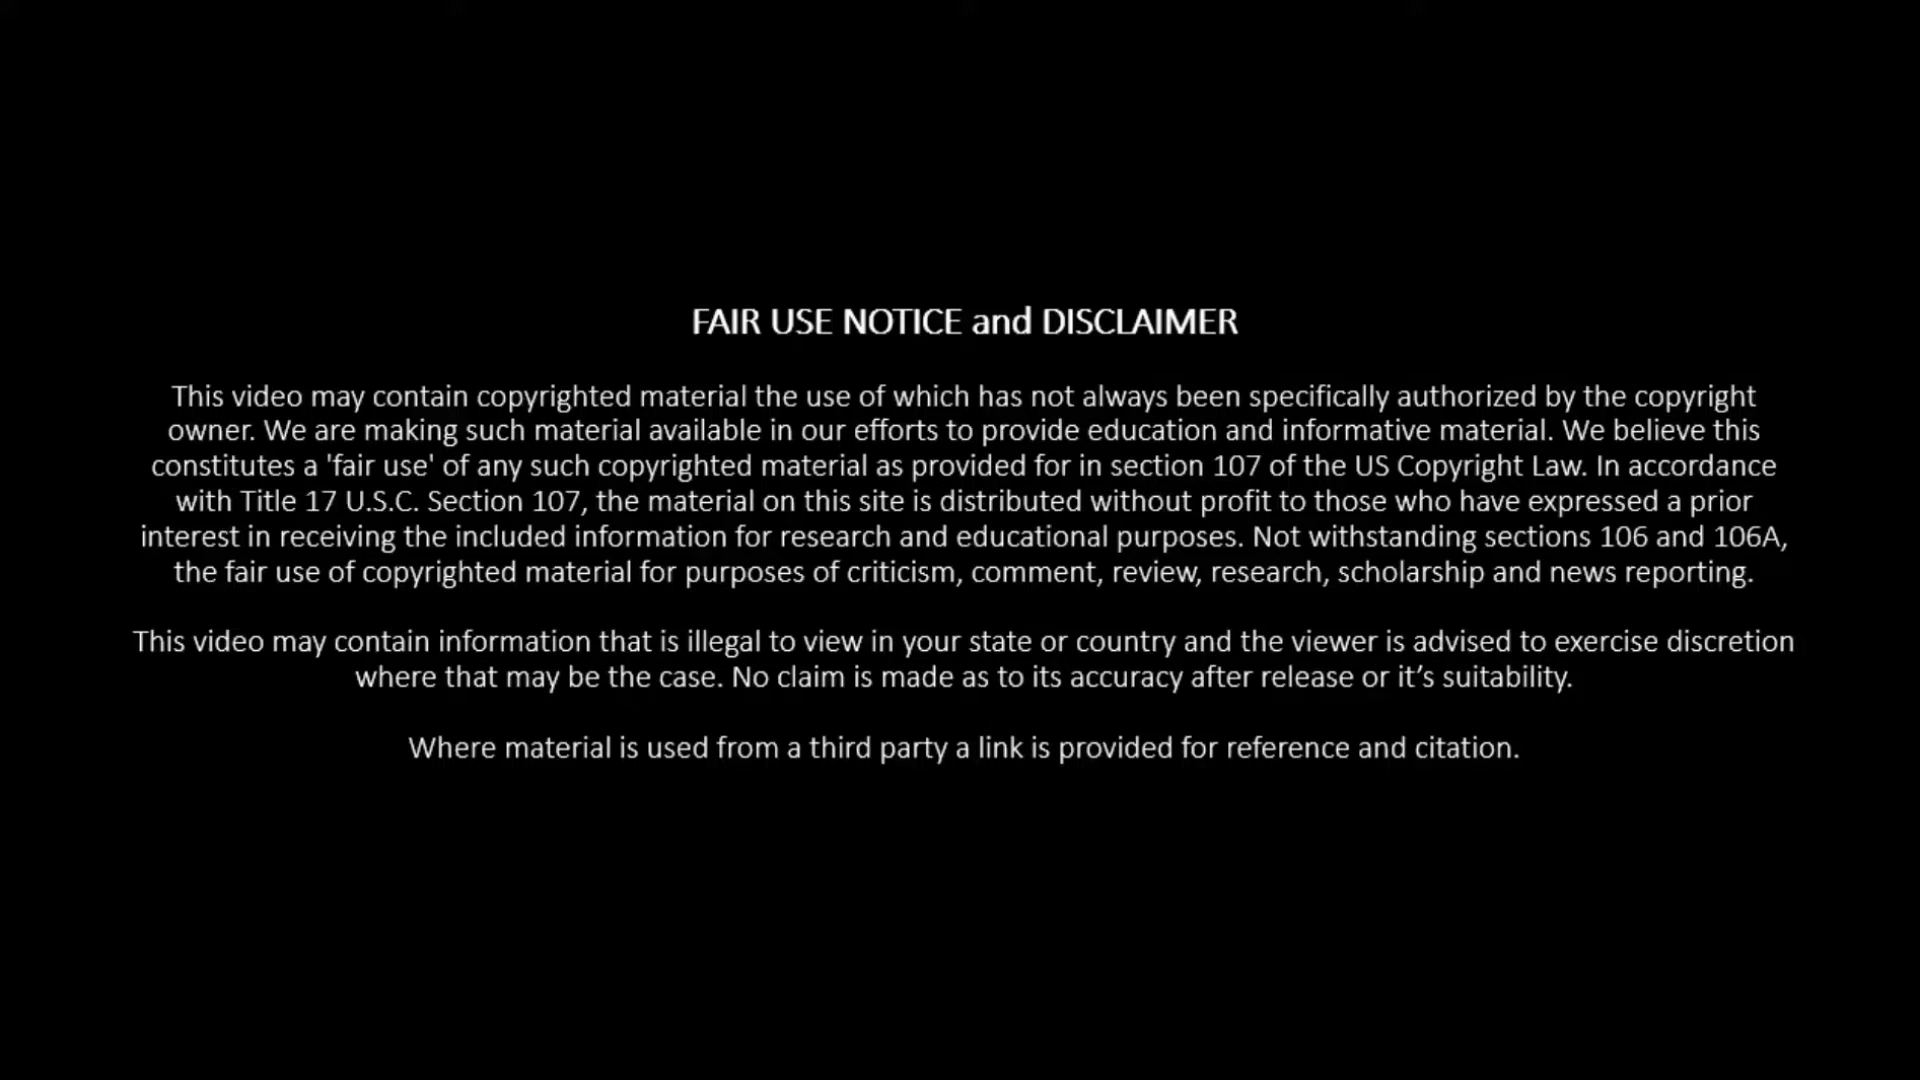 FAIR USE NOTICE and DISCLAIMER
This video may contain copyrighted material the use of which has not always been specifically authorized by the copyright
owner. We are making such material available in our efforts to provide education and informative material. We believe this
constitutes a 'fair use' of any such copyrighted material as provided for in section 107 of the US Copyright Law. In accordance
with Title 17 U.S.C. Section 107, the material on this site is distributed without profit to those who have expressed a prior
interest in receiving the included information for research and educational purposes. Not withstanding sections 106 and 106A,
the fair use of copyrighted material for purposes of criticism, comment, review, research, scholarship and news reporting.
This video may contain information that is illegal to view in your state or country and the viewer is advised to exercise discretion
where that may be the case. No claim is made as to its accuracy after release or it’s suitability.
Where material is used from a third party a link is provided for reference and citation.